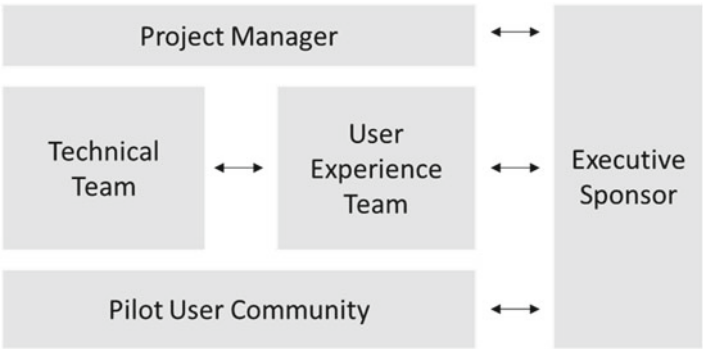 Project Manager
Technical
Team
User
Experience
Team
Executive
Sponsor
Pilot User Community